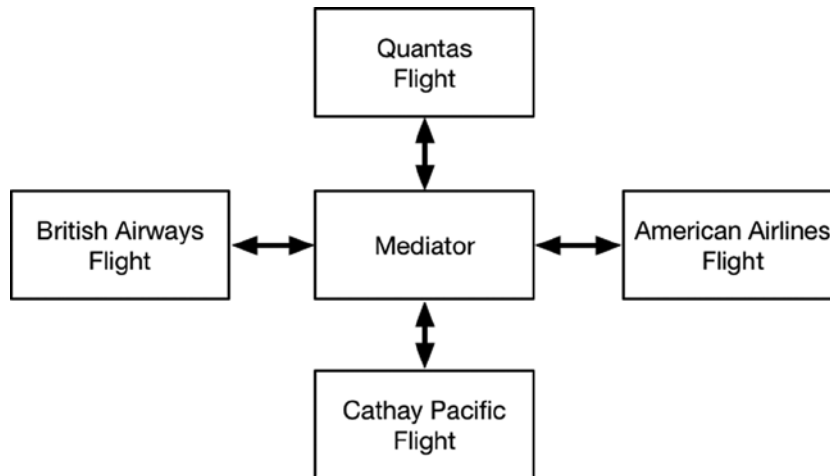 Quantas
Flight
British Airways
Flight
Mediator
American Airlines
Flight
Cathay Pacific
Flight